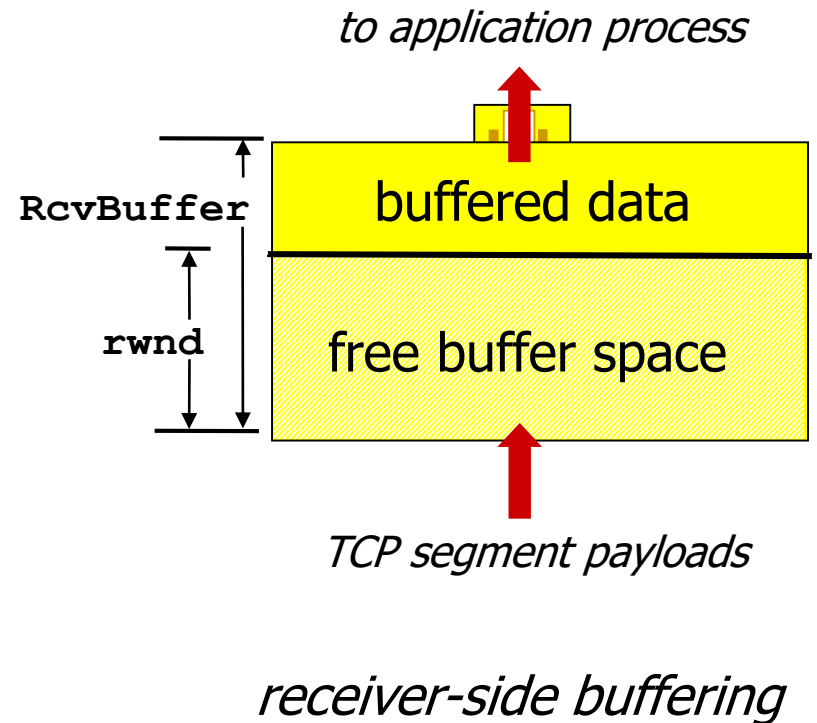 to application process
RcvBuffer
buffered data
rwnd
free buffer space
TCP segment payloads
receiver-side buffering